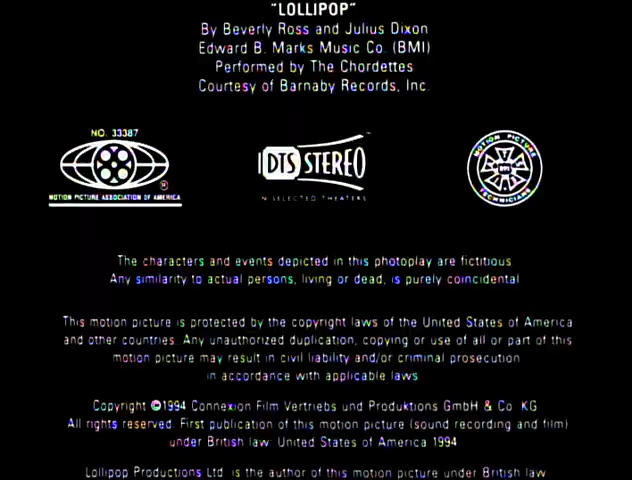 "LOLLIPOP"
By Beverly Ross and Julius Dixon
Edward B. Marks Music Co. (BMI)
Performed by The Chordettes
Courtesy of Barnaby Records, Inc.
NO. 33387
MOTION PICTURE ASSOCIATION OF AMERICA
®
DTS STEREO
™
IN SELECTED THEATERS
MOTION PICTURE
TECHNICIANS
The characters and events depicted in this photoplay are fictitious
Any similarity to actual persons, living or dead, is purely coincidental
This motion picture is protected by the copyright laws of the United States of America
and other countries. Any unauthorized duplication, copying or use of all or part of this
motion picture may result in civil liability and/or criminal prosecution
in accordance with applicable laws
Copyright ©1994 Connexion Film Vertriebs und Produktions GmbH & Co. KG
All rights reserved. First publication of this motion picture (sound recording and film)
under British law: United States of America 1994
Lollipop Productions Ltd. is the author of this motion picture under British law